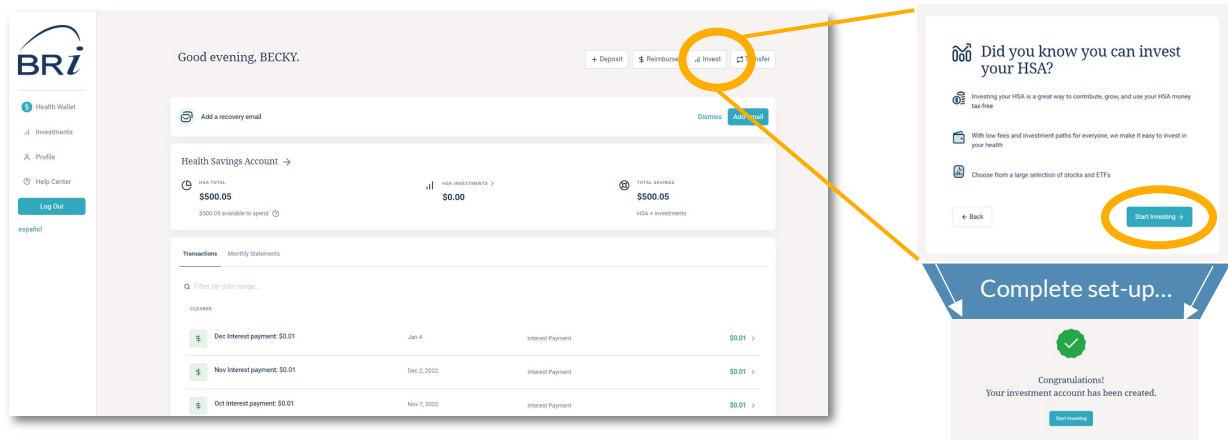 BRi
Health Wallet
Investments
Profile
Help Center
Log Out
español
Good evening, BECKY.
+ Deposit
$ Reimburse
Invest
Transfer
Add a recovery email
Dismiss
Add email
Health Savings Account →
HSA TOTAL
$500.05
$500.05 available to spend
HSA INVESTMENTS >
$0.00
TOTAL SAVINGS
$500.05
HSA + Investments
Transactions
Monthly Statements
Filter by date range...
CLEARED
Dec Interest payment: $0.01
Jan 4
Interest Payment
$0.01 >
Nov Interest payment: $0.01
Dec 2, 2022
Interest Payment
$0.01 >
Oct Interest payment: $0.01
Nov 7, 2022
Interest Payment
$0.01 >
Did you know you can invest
your HSA?
Investing your HSA is a great way to contribute, grow, and use your HSA money
tax-free
With low fees and investment paths for everyone, we make it easy to invest in
your health
Choose from a large selection of stocks and ETFs
← Back
Start Investing →
Complete set-up...
Congratulations!
Your investment account has been created.
Start Investing